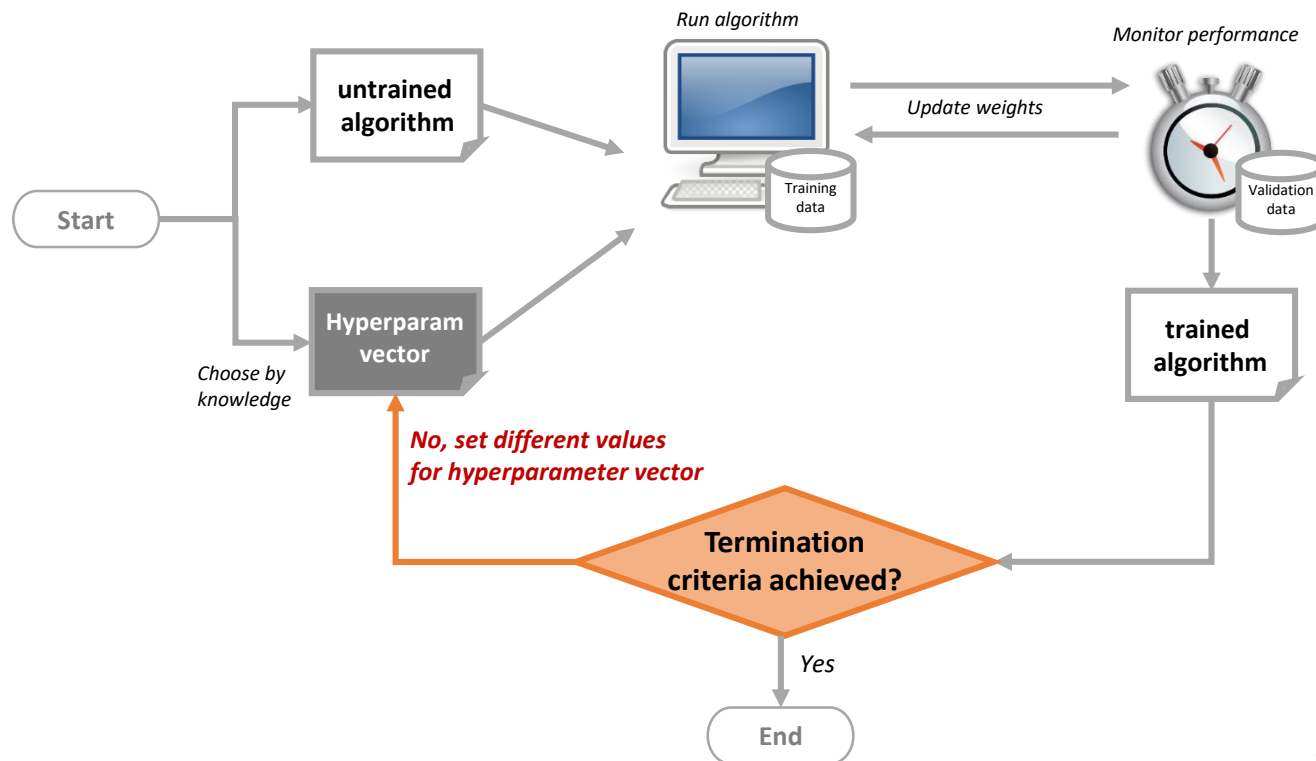 Run algorithm
Monitor performance
untrained
algorithm
Update weights
Training
data
Validation
data
Start
Hyperparam
vector
trained
algorithm
Choose by
knowledge
No, set different values
for hyperparameter vector
Termination
criteria achieved?
Yes
End